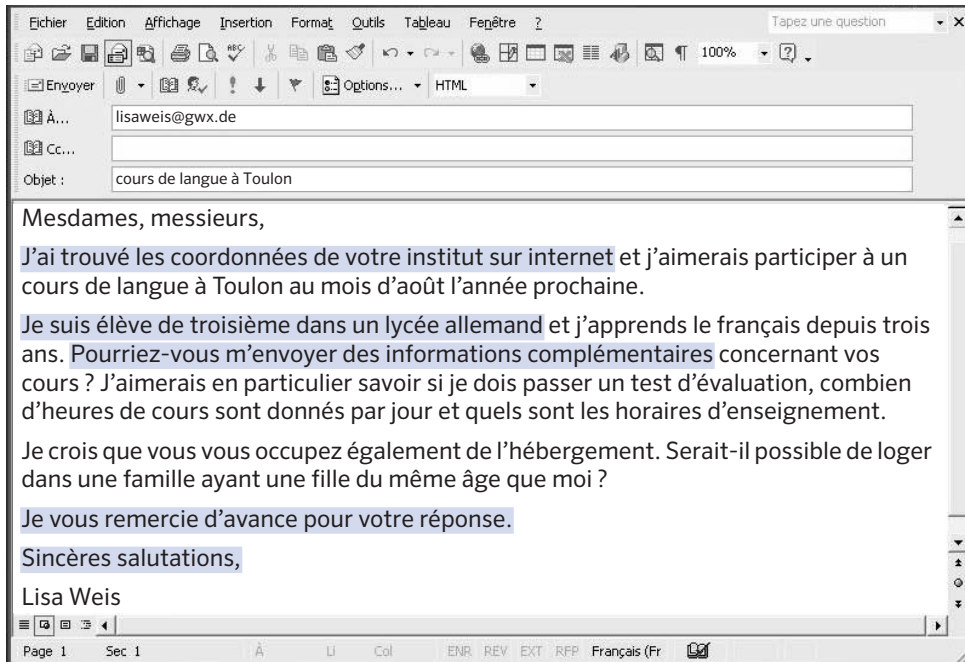 Fichier Edition Affichage Insertion Format Outils Tableau Fenêtre ? Tapez une question
100%
Envoyer Options... HTML
À... lisaweis@gwx.de
Cc...
Objet : cours de langue à Toulon
Mesdames, messieurs,
J'ai trouvé les coordonnées de votre institut sur internet et j'aimerais participer à un
cours de langue à Toulon au mois d'août l'année prochaine.
Je suis élève de troisième dans un lycée allemand et j'apprends le français depuis trois
ans. Pourriez-vous m'envoyer des informations complémentaires concernant vos
cours ? J'aimerais en particulier savoir si je dois passer un test d'évaluation, combien
d'heures de cours sont donnés par jour et quels sont les horaires d'enseignement.
Je crois que vous vous occupez également de l'hébergement. Serait-il possible de loger
dans une famille ayant une fille du même âge que moi ?
Je vous remercie d'avance pour votre réponse.
Sincères salutations,
Lisa Weis
Page 1 Sec 1 À Li Col ENR REV EXT RFP Français (Fr